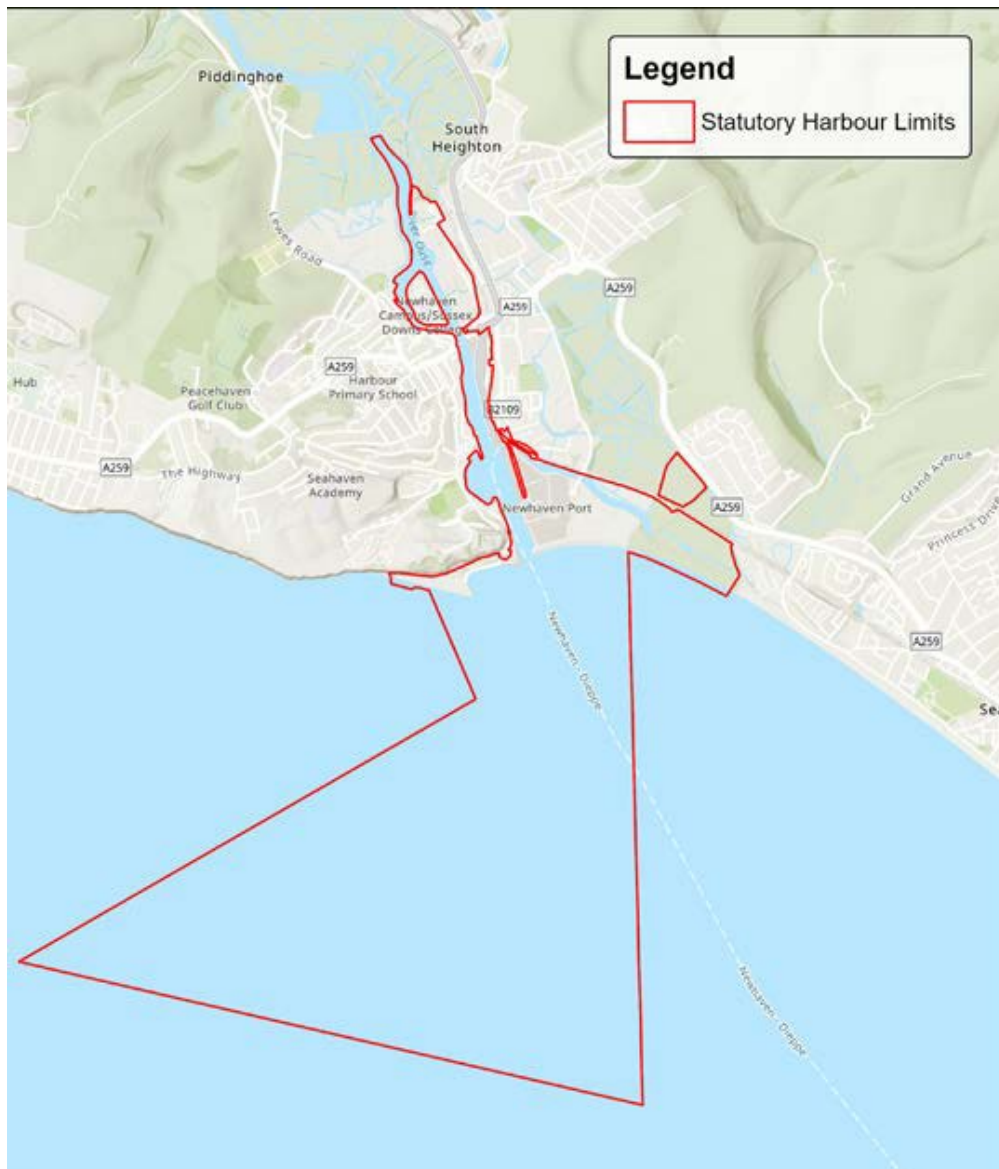 Legend
Statutory Harbour Limits
Piddinghoe
South
Heighton
Lewes Road
River Ouse
A259
Newhaven
Campus/Sussex
Downs College
A259
A259
Hub
Peacehaven
Golf Club
Harbour
Primary School
B2109
A259
The Highway
Seahaven
Academy
Newhaven Port
A259
Grand Avenue
Princess Drive
Newhaven - Dieppe
A259
Sea
Newhaven - Dieppe